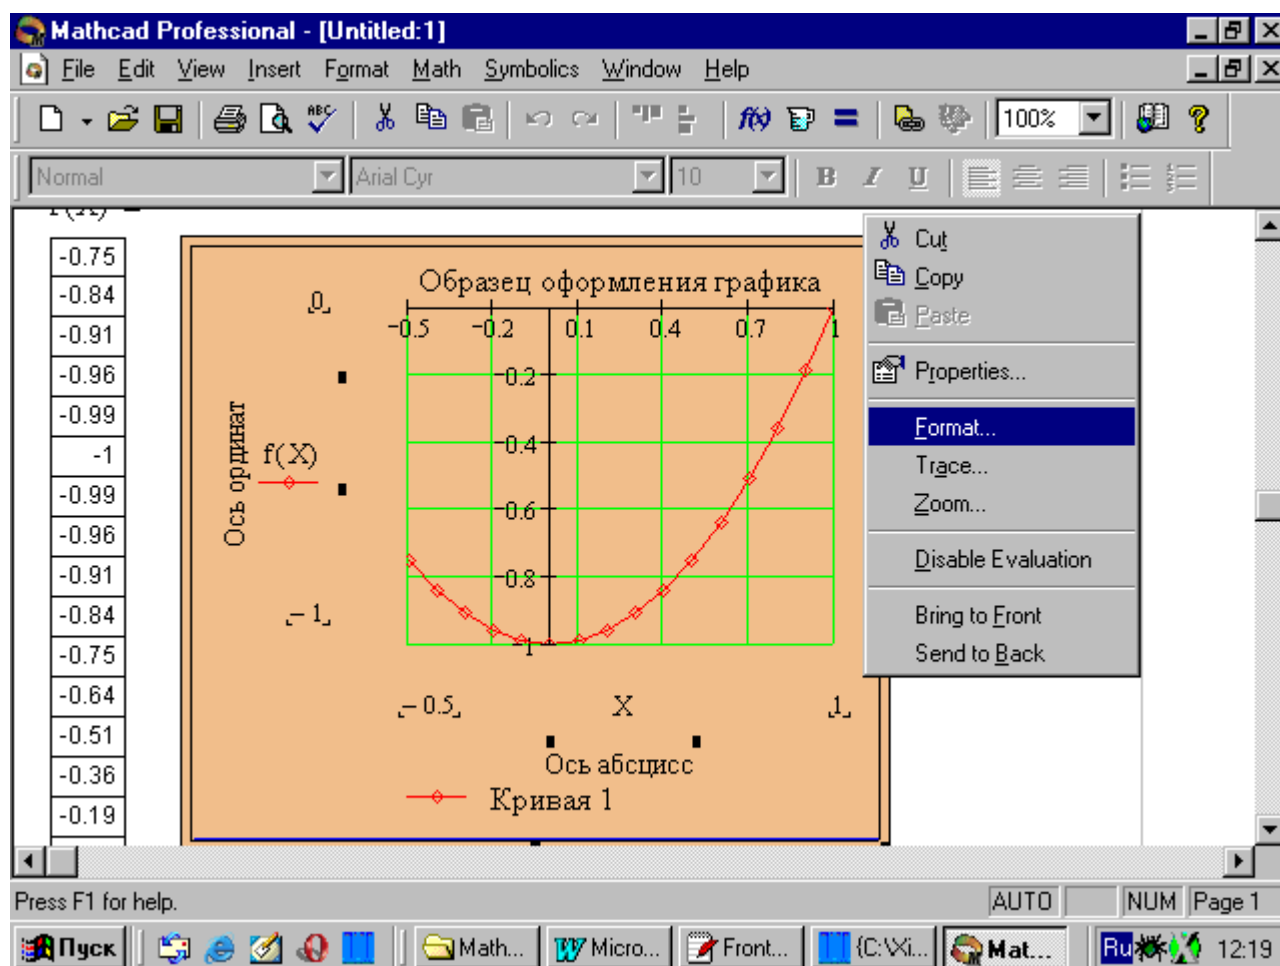 Mathcad Professional - [Untitled:1]
File Edit View Insert Format Math Symbolics Window Help
100%
Normal Arial Cyr 10 B I U
f(X) =
-0.75
-0.84
-0.91
-0.96
-0.99
-1
-0.99
-0.96
-0.91
-0.84
-0.75
-0.64
-0.51
-0.36
-0.19
Образец оформления графика
0
-0.5 -0.2 0.1 0.4 0.7 1
-0.2
-0.4
-0.6
-0.8
-1
Ось ординат
f(X)
-1
-0.5 X 1
Ось абсцисс
Кривая 1
Cut
Copy
Paste
Properties...
Format...
Trace...
Zoom...
Disable Evaluation
Bring to Front
Send to Back
Press F1 for help. AUTO NUM Page 1
Пуск Math... Micro... Front... {C:\Xi... Mat... Ru 12:19